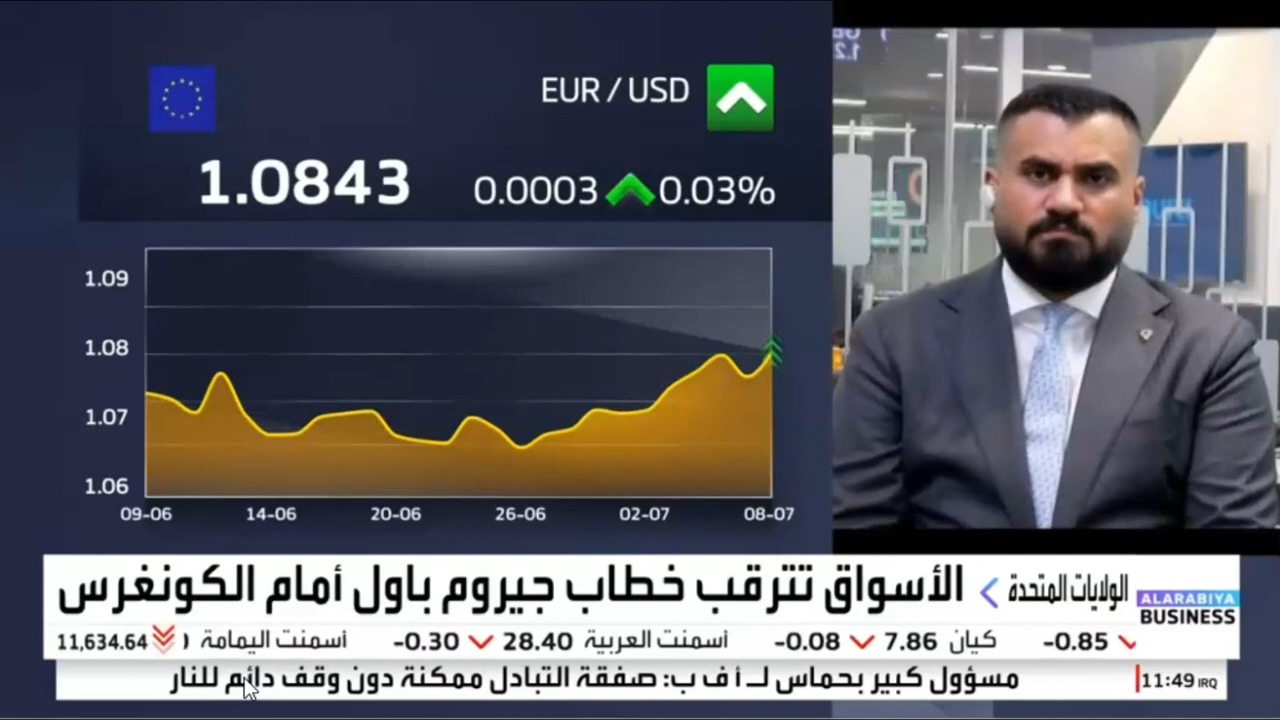 EUR / USD
1.0843
0.0003 0.03%
1.09
1.08
1.07
1.06
09-06 14-06 20-06 26-06 02-07 08-07
الولايات المتحدة
الأسواق تترقب خطاب جيروم باول أمام الكونغرس
ALARABIYA
BUSINESS
-0.85 كيان 7.86 -0.08 أسمنت العربية 28.40 -0.30 أسمنت اليمامة
11,634.64
مسؤول كبير بحماس لـ أ ف ب: صفقة التبادل ممكنة دون وقف دائم للنار
11:49 IRQ